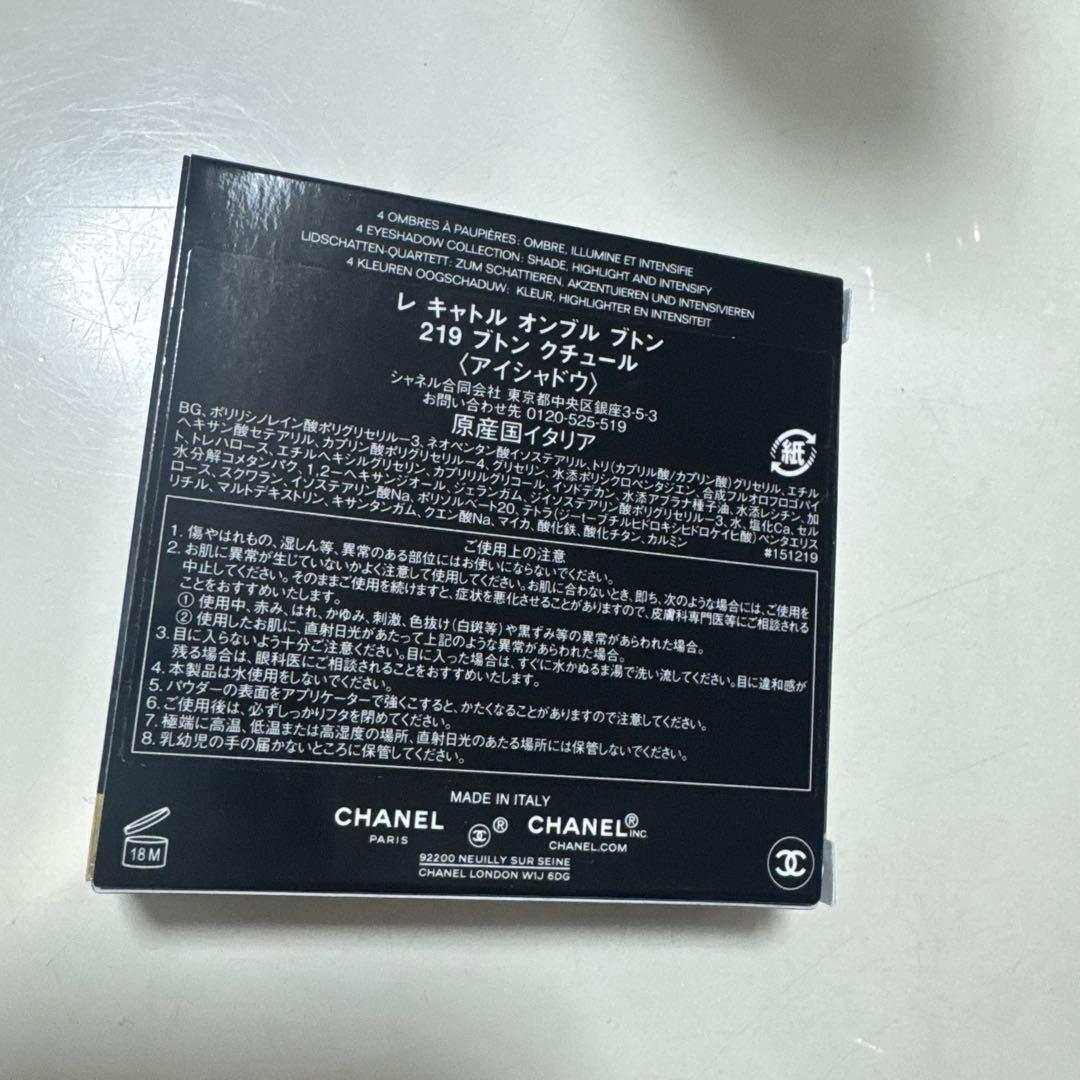 4 OMBRES À PAUPIÈRES: OMBRE, ILLUMINE ET INTENSIFIE
4 EYESHADOW COLLECTION: SHADE, HIGHLIGHT AND INTENSIFY
LIDSCHATTEN-QUARTETT: ZUM SCHATTIEREN, AKZENTUIEREN UND INTENSIVIEREN
4 KLEUREN OOGSCHADUW: KLEUR, HIGHLIGHTER EN INTENSITEIT
レ キャトル オンブル ブトン
219 ブトン クチュール
〈アイシャドウ〉
シャネル合同会社 東京都中央区銀座3-5-3
お問い合わせ先 0120-525-519
原産国イタリア
BG、ポリリシノレイン酸ポリグリセリル－3、ネオペンタン酸イソステアリル、トリ(カプリル酸/カプリン酸)グリセリル、エチル
ヘキサン酸セテアリル、カプリン酸ポリグリセリル－4、グリセリン、水添ポリシクロペンタジエン、合成フルオロフロゴパイ
ト、トレハロース、エチルヘキシルグリセリン、カプリリルグリコール、イソドデカン、水添アブラナ種子油、水添レシチン、加
水分解コメタンパク、1,2－ヘキサンジオール、ジェランガム、ジイソステアリン酸ポリグリセリル－3、水、塩化Ca、セル
ロース、スクワラン、イソステアリン酸Na、ポリソルベート20、テトラ(ジ－t－ブチルヒドロキシヒドロケイヒ酸)ペンタエリス
リチル、マルトデキストリン、キサンタンガム、クエン酸Na、マイカ、酸化鉄、酸化チタン、カルミン
#151219
紙
ご使用上の注意
1. 傷やはれもの、湿しん等、異常のある部位にはお使いにならないでください。
2. お肌に異常が生じていないかよく注意して使用してください。お肌に合わないとき、即ち、次のような場合には、ご使用を
中止してください。そのままご使用を続けますと、症状を悪化させることがありますので、皮膚科専門医等にご相談される
ことをおすすめいたします。
① 使用中、赤み、はれ、かゆみ、刺激、色抜け(白斑等)や黒ずみ等の異常があらわれた場合。
② 使用したお肌に、直射日光があたって上記のような異常があらわれた場合。
3. 目に入らないよう十分ご注意ください。目に入った場合は、すぐに水かぬるま湯で洗い流してください。目に違和感が
残る場合は、眼科医にご相談されることをおすすめいたします。
4. 本製品は水使用をしないでください。
5. パウダーの表面をアプリケーターで強くこすると、かたくなることがありますので注意してください。
6. ご使用後は、必ずしっかりフタを閉めてください。
7. 極端に高温、低温または高湿度の場所、直射日光のあたる場所には保管しないでください。
8. 乳幼児の手の届かないところに保管してください。
MADE IN ITALY
CHANEL ® CHANEL® INC.
PARIS CHANEL.COM
92200 NEUILLY SUR SEINE
CHANEL LONDON W1J 6DG
18M